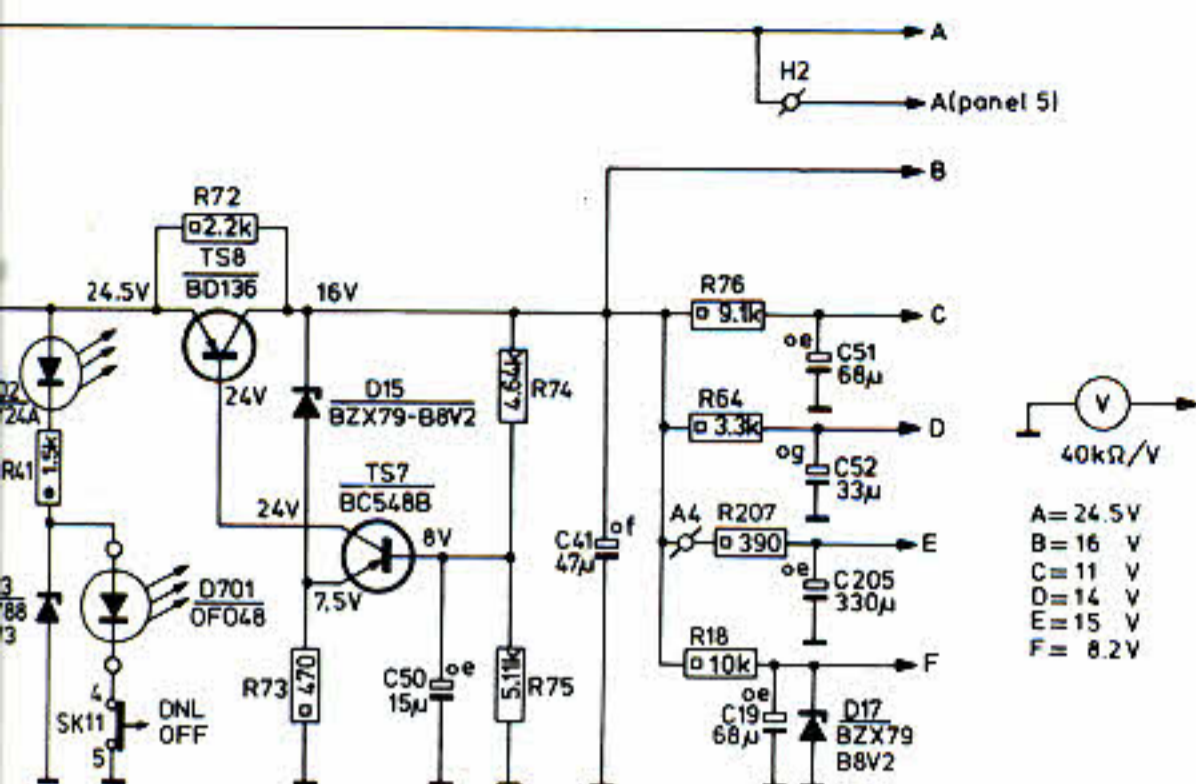 A
H2
A(panel 5)
B
R72
2.2k
TS8
BD136
24.5V
16V
R76
9.1k
C
oe
C51
68µ
24V
D15
BZX79-B8V2
4.64k
R74
R64
3.3k
D
og
C52
33µ
V
40kΩ/V
24A
R41
1.5k
TS7
BC548B
24V
8V
7.5V
C41
47µ
of
A4
R207
390
E
oe
C205
330µ
A=24.5V
B=16 V
C=11 V
D=14 V
E=15 V
F= 8.2V
D701
OF048
R73
470
C50
15µ
oe
5.11k
R75
R18
10k
F
oe
C19
68µ
D17
BZX79
B8V2
4
SK11
5
DNL
OFF